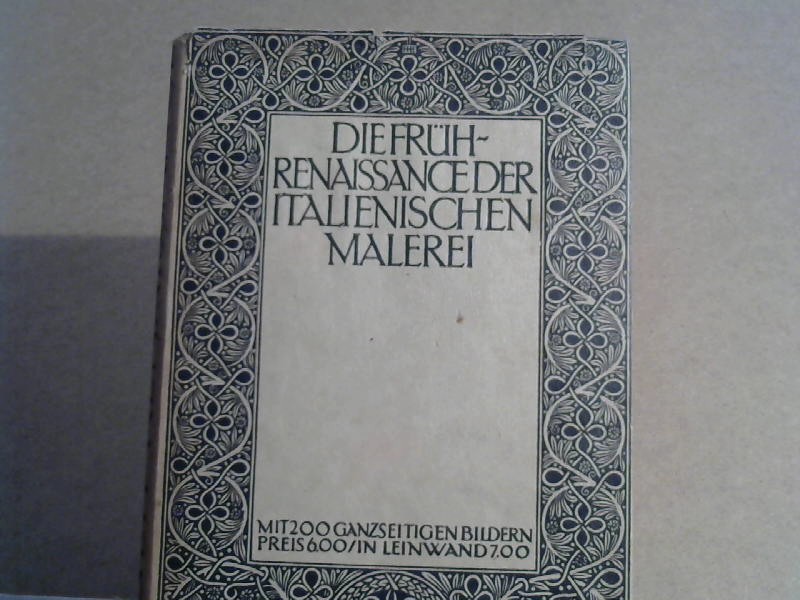 DIE FRÜH-
RENAISSANCE DER
ITALIENISCHEN
MALEREI
MIT 200 GANZSEITIGEN BILDERN
PREIS 6.00/IN LEINWAND 7.00